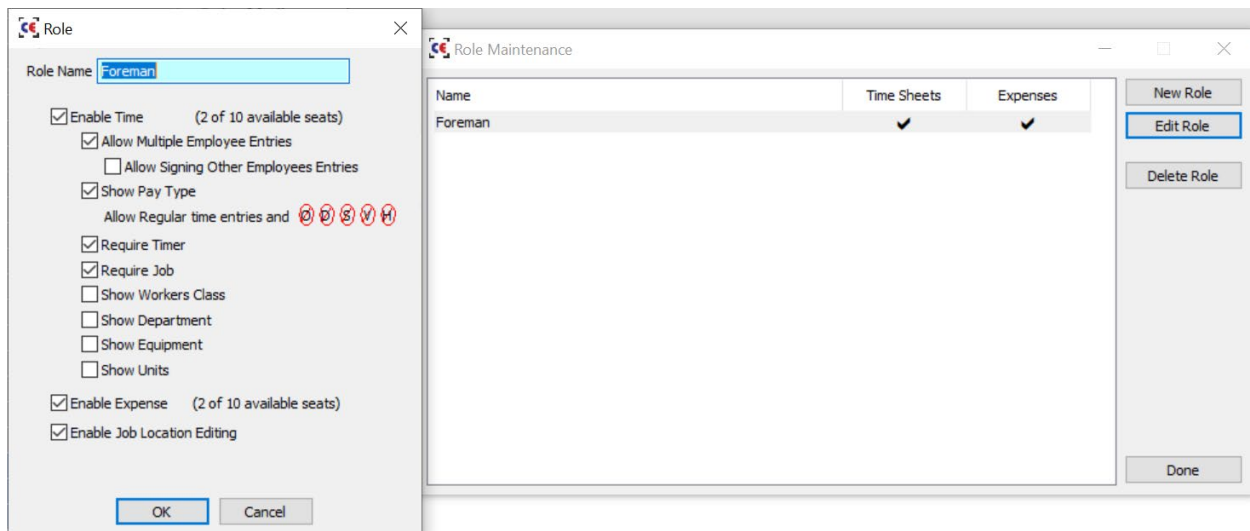 Role
Role Name Foreman
Enable Time (2 of 10 available seats)
Allow Multiple Employee Entries
Allow Signing Other Employees Entries
Show Pay Type
Allow Regular time entries and O D S V H
Require Timer
Require Job
Show Workers Class
Show Department
Show Equipment
Show Units
Enable Expense (2 of 10 available seats)
Enable Job Location Editing
OK Cancel
Role Maintenance
Name Time Sheets Expenses
Foreman
New Role
Edit Role
Delete Role
Done